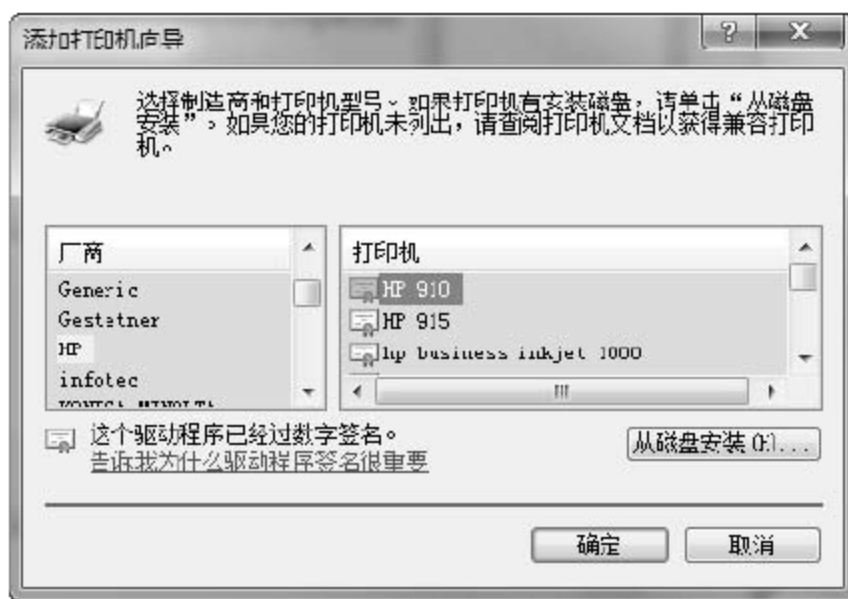 添加打印机向导
选择制造商和打印机型号。如果打印机有安装磁盘，请单击“从磁盘
安装”。如果您的打印机未列出，请查阅打印机文档以获得兼容打印
机。
厂商
Generic
Gestetner
HP
infotec
KONICA MINOLTA
打印机
HP 910
HP 915
hp business inkjet 1000
这个驱动程序已经过数字签名。
告诉我为什么驱动程序签名很重要
从磁盘安装(H)...
确定
取消